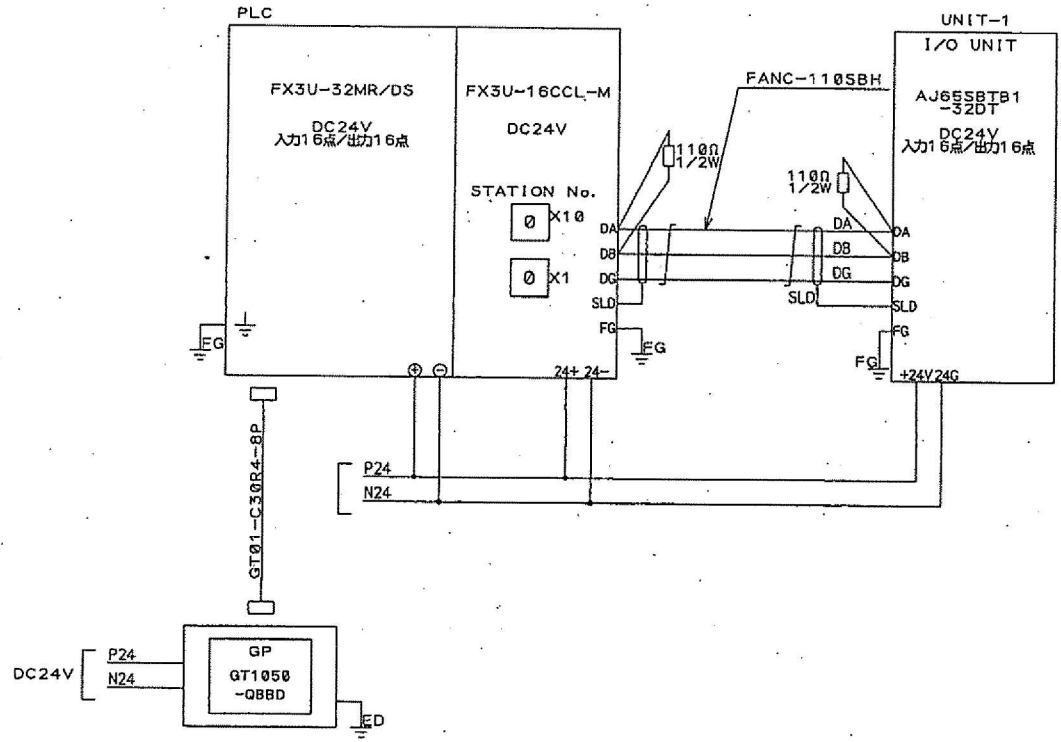 PLC
UNIT-1
I/O UNIT
FX3U-32MR/DS
DC24V
入力16点/出力16点
FX3U-16CCL-M
DC24V
FANC-110SBH
AJ65SBTB1
-32DT
DC24V
入力16点/出力16点
110Ω
1/2W
110Ω
1/2W
STATION No.
0 X10
0 X1
DA
DB
DG
SLD
FG
FG
DA
DB
DG
SLD
DA
DB
DG
SLD
FG
FG
FG
⊕ ⊖
24+ 24-
+24V 24G
P24
N24
GT01-C30R4-8P
DC24V
P24
N24
GP
GT1050
-QBBD
ED